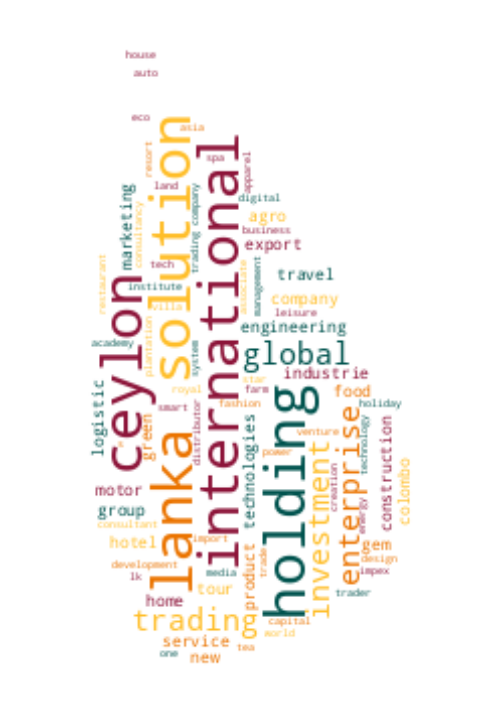 house
auto
eco
asia
solution
international
resort
spa
apparel
land
marketing
consultancy
trading company
digital
agro
business
export
tech
restaurant
institute
associate
management
travel
villa
company
leisure
ceylon
engineering
plantation
academy
system
global
industrie
logistic
royal
star
farm
food
smart
fashion
holiday
green
distributor
holding
enterprise
lanka
technologies
venture
technology
construction
investment
power
colombo
motor
creation
energy
group
consultant
hotel
import
gem
product
trade
development
design
lk
media
impex
tour
trader
home
trading
capital
world
service
tea
one
new